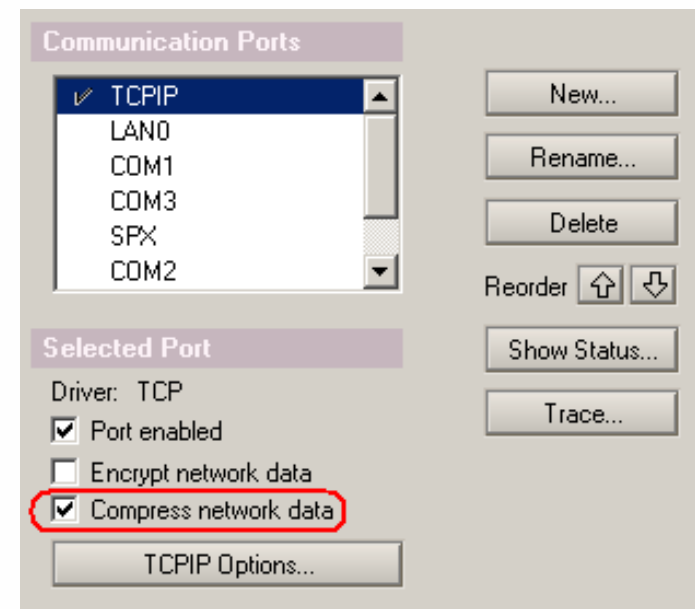 Communication Ports
TCPIP
LAN0
COM1
COM3
SPX
COM2
New...
Rename...
Delete
Reorder
Show Status...
Trace...
Selected Port
Driver: TCP
Port enabled
Encrypt network data
Compress network data
TCPIP Options...